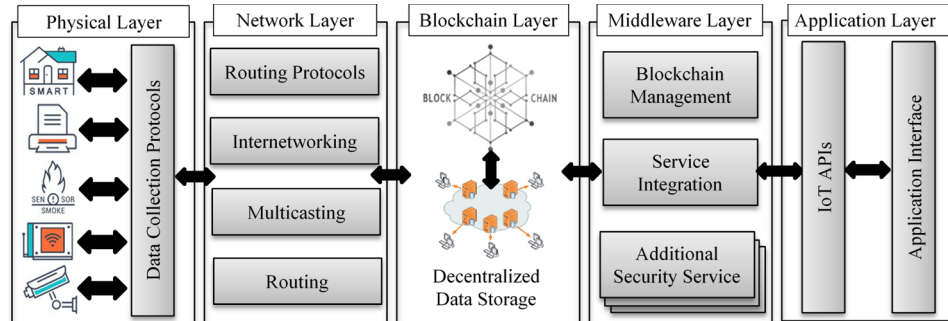 Physical Layer
SMART
SEN SOR
SMOKE
Data Collection Protocols
Network Layer
Routing Protocols
Internetworking
Multicasting
Routing
Blockchain Layer
BLOCK CHAIN
Decentralized
Data Storage
Middleware Layer
Blockchain
Management
Service
Integration
Additional
Security Service
Application Layer
IoT APIs
Application Interface